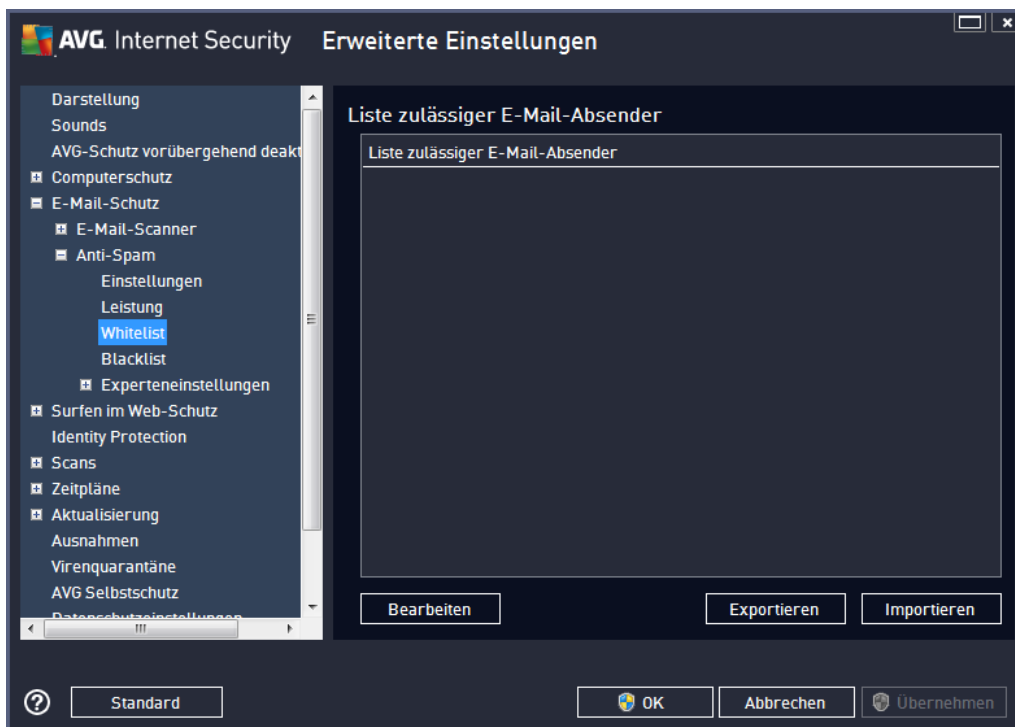 AVG. Internet Security Erweiterte Einstellungen
Darstellung
Sounds
AVG-Schutz vorübergehend deakt
Computerschutz
E-Mail-Schutz
E-Mail-Scanner
Anti-Spam
Einstellungen
Leistung
Whitelist
Blacklist
Experteneinstellungen
Surfen im Web-Schutz
Identity Protection
Scans
Zeitpläne
Aktualisierung
Ausnahmen
Virenquarantäne
AVG Selbstschutz
Datenschutzeinstellungen
Liste zulässiger E-Mail-Absender
Liste zulässiger E-Mail-Absender
Bearbeiten
Exportieren
Importieren
Standard
OK
Abbrechen
Übernehmen